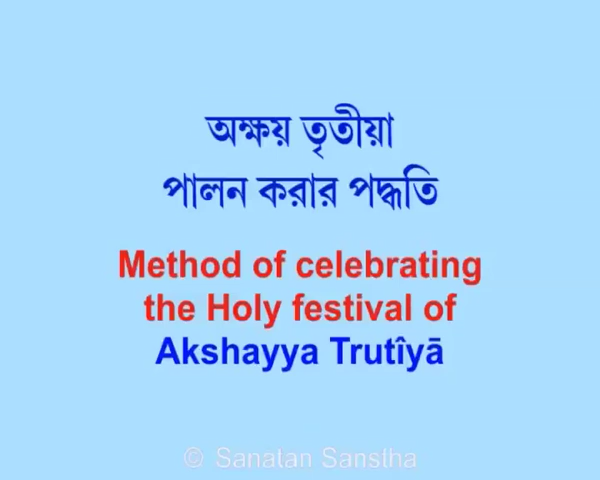 অক্ষয় তৃতীয়া
পালন করার পদ্ধতি
Method of celebrating
the Holy festival of
Akshayya Trutîyā
© Sanatan Sanstha